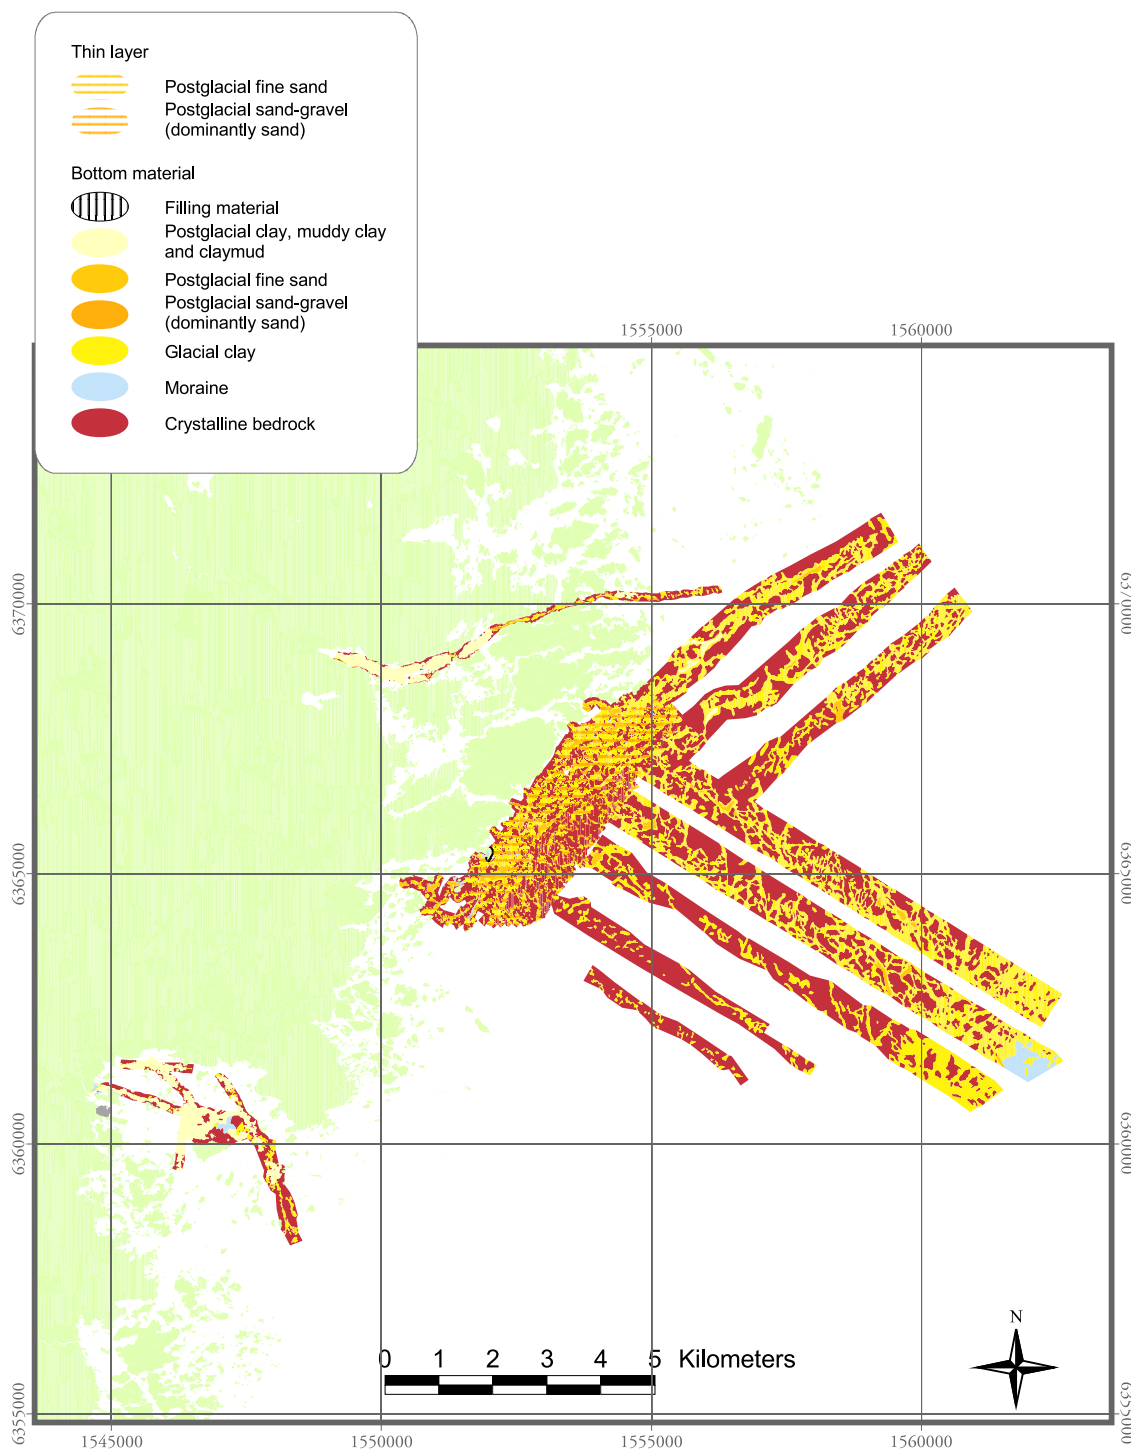 Thin layer
Postglacial fine sand
Postglacial sand-gravel
(dominantly sand)
Bottom material
Filling material
Postglacial clay, muddy clay
and claymud
Postglacial fine sand
Postglacial sand-gravel
(dominantly sand)
Glacial clay
Moraine
Crystalline bedrock
1555000 1560000
6370000 6370000
6365000 6365000
6360000 6360000
N
0 1 2 3 4 5 Kilometers
6355000 6355000
1545000 1550000 1555000 1560000